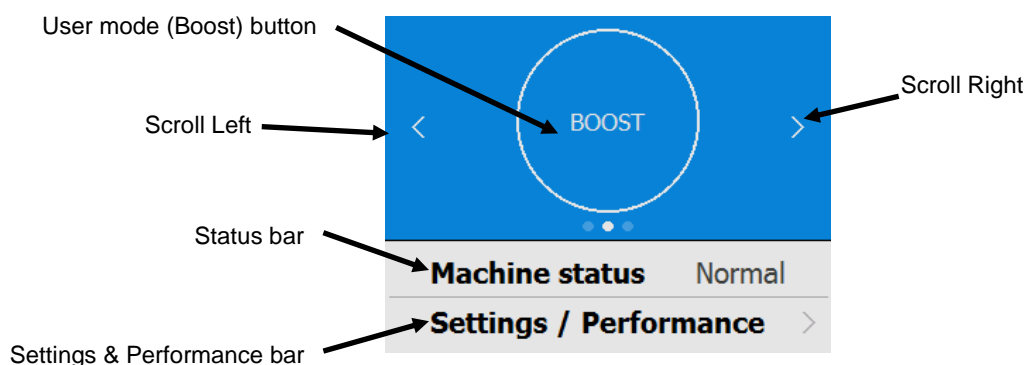 User mode (Boost) button
Scroll Right
Scroll Left
BOOST
Status bar
Machine status Normal
Settings / Performance
Settings & Performance bar